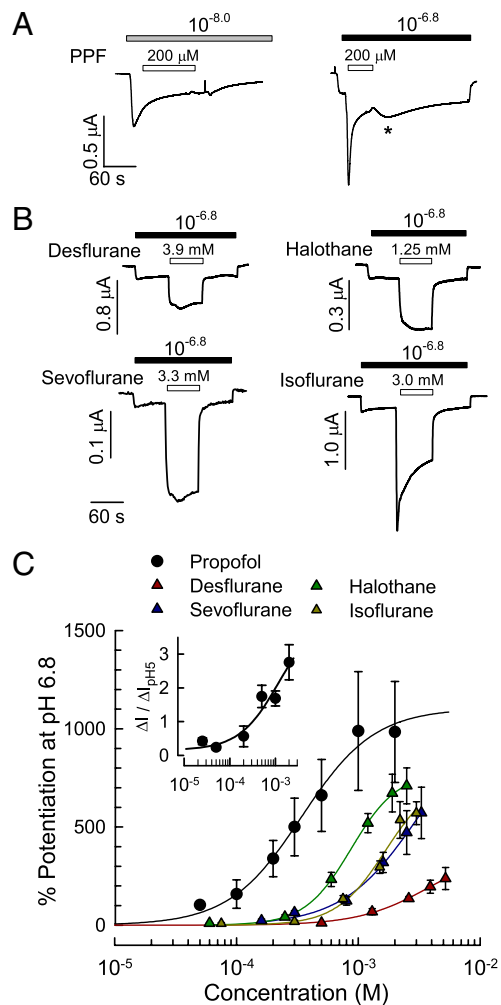 A
10-8.0
10-6.8
PPF
200 μM
200 μM
*
0.5 μA
60 s
B
10-6.8
10-6.8
Desflurane
3.9 mM
Halothane
1.25 mM
0.8 μA
0.3 μA
10-6.8
10-6.8
Sevoflurane
3.3 mM
Isoflurane
3.0 mM
0.1 μA
1.0 μA
60 s
C
Propofol
Desflurane
Halothane
Sevoflurane
Isoflurane
% Potentiation at pH 6.8
1500
1000
500
0
ΔI / ΔIpH5
3
2
1
0
10-5
10-4
10-3
10-5
10-4
10-3
10-2
Concentration (M)